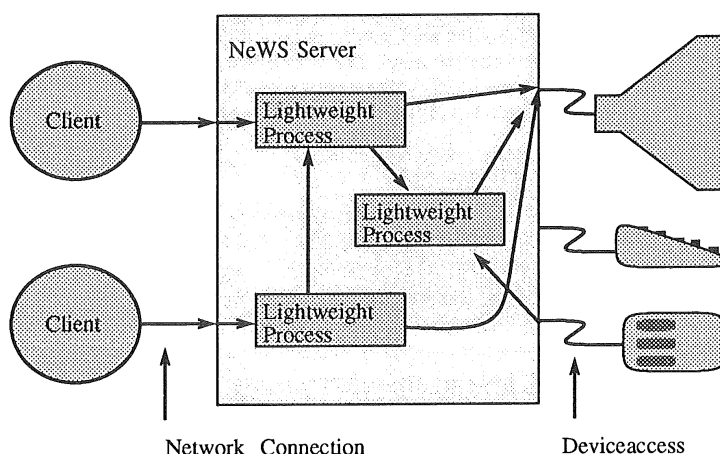 NeWS Server
Client
Lightweight
Process
Lightweight
Process
Client
Lightweight
Process
Network Connection
Deviceaccess